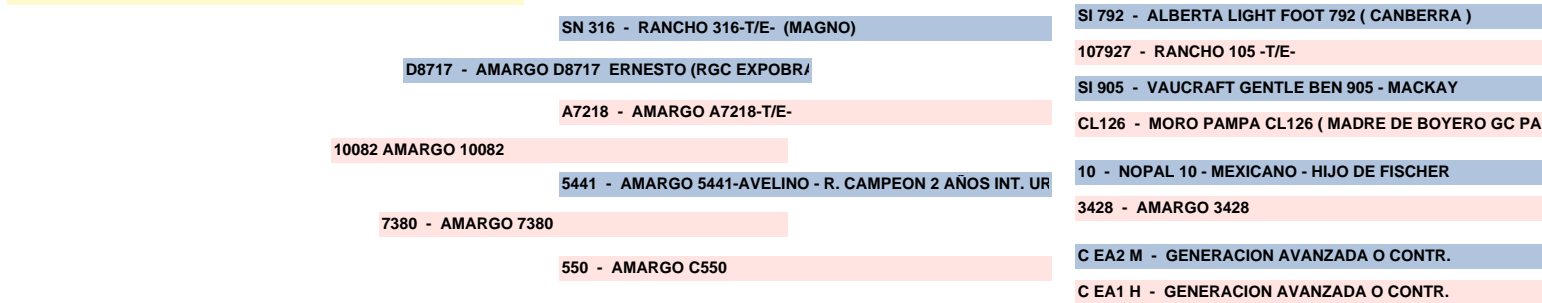 SI 792 - ALBERTA LIGHT FOOT 792 ( CANBERRA )
SN 316 - RANCHO 316-T/E- (MAGNO)
107927 - RANCHO 105 -T/E-
D8717 - AMARGO D8717 ERNESTO (RGC EXPOBRA
SI 905 - VAUCRAFT GENTLE BEN 905 - MACKAY
A7218 - AMARGO A7218-T/E-
CL126 - MORO PAMPA CL126 ( MADRE DE BOYERO GC PA
10082 AMARGO 10082
10 - NOPAL 10 - MEXICANO - HIJO DE FISCHER
5441 - AMARGO 5441-AVELINO - R. CAMPEON 2 AÑOS INT. UR
3428 - AMARGO 3428
7380 - AMARGO 7380
C EA2 M - GENERACION AVANZADA O CONTR.
550 - AMARGO C550
C EA1 H - GENERACION AVANZADA O CONTR.